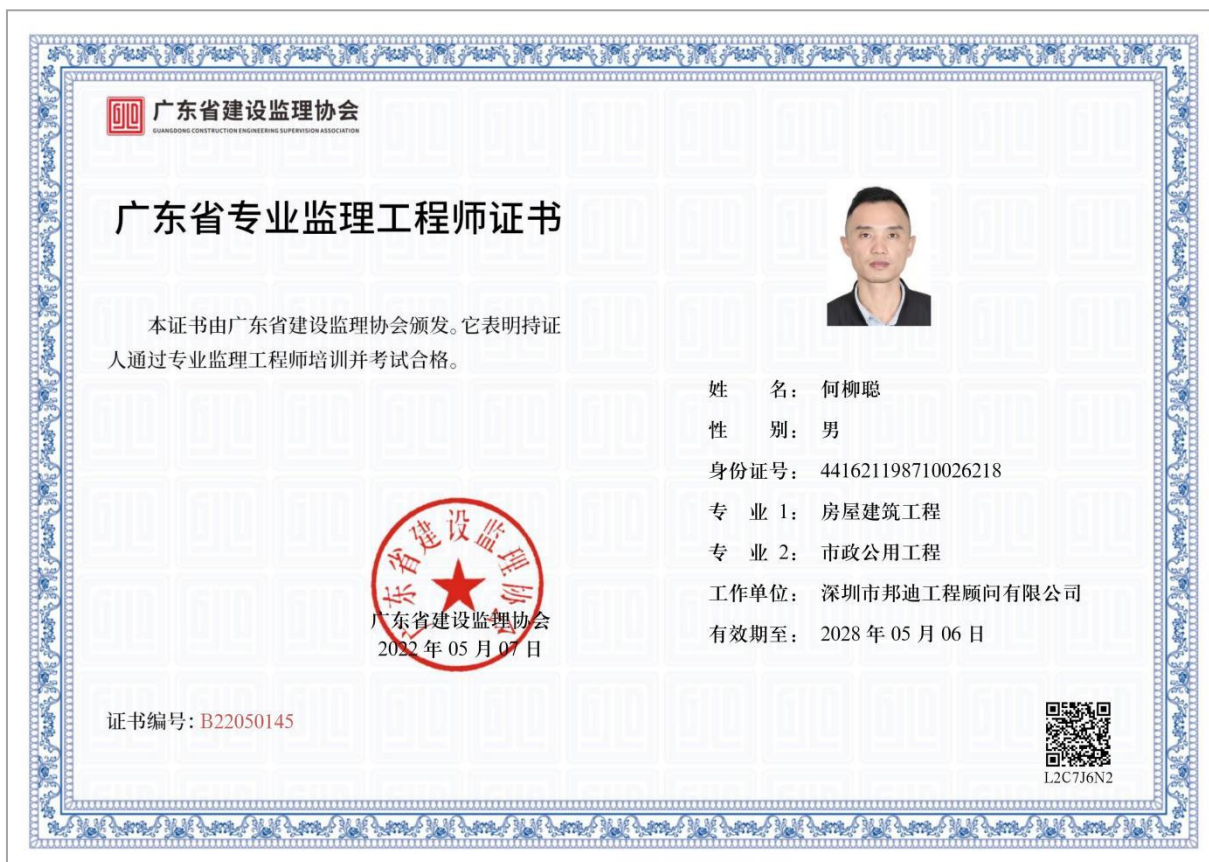 广东省建设监理协会
GUANGDONG CONSTRUCTION ENGINEERING SUPERVISION ASSOCIATION
广东省专业监理工程师证书
本证书由广东省建设监理协会颁发。它表明持证
人通过专业监理工程师培训并考试合格。
广东省建设监理协会
广东省建设监理协会
2022 年 05 月 07 日
证书编号: B22050145
姓 名: 何柳聪
性 别: 男
身份证号: 441621198710026218
专 业 1: 房屋建筑工程
专 业 2: 市政公用工程
工作单位: 深圳市邦迪工程顾问有限公司
有效期至: 2028 年 05 月 06 日
L2C7J6N2